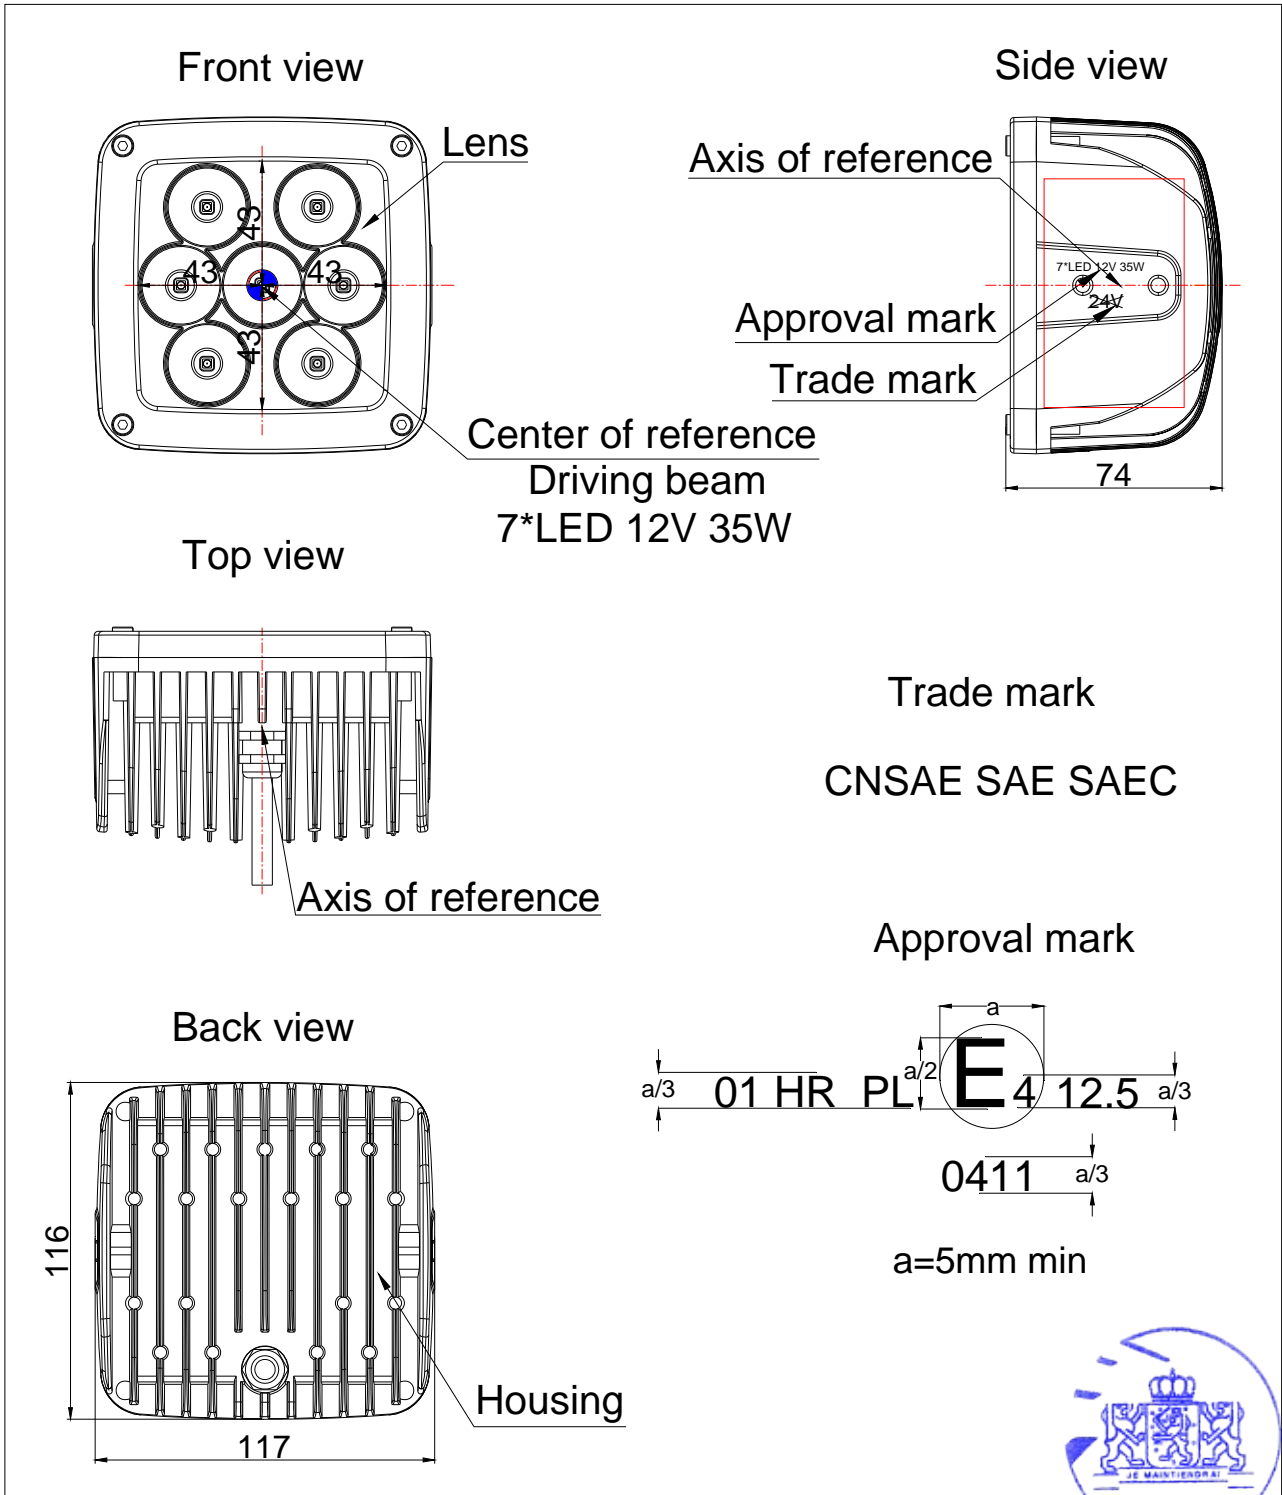 Front view
Side view
Lens
Axis of reference
43
43
43
43
7*LED 12V 35W
24V
Approval mark
Trade mark
Center of reference
Driving beam
7*LED 12V 35W
74
Top view
Trade mark
CNSAE SAE SAEC
Axis of reference
Approval mark
Back view
a
a/3 01 HR PL a/2 E 4 12.5 a/3
0411 a/3
a=5mm min
116
Housing
117
JE MAINTIENDRAI